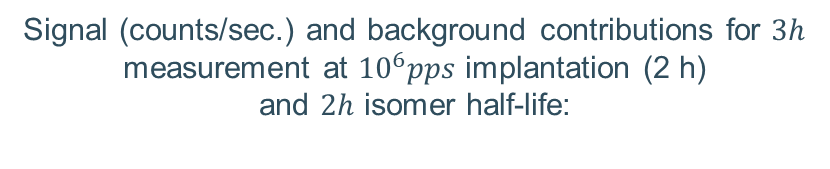 Signal (counts/sec.) and background contributions for 3h
measurement at 10⁶pps implantation (2 h)
and 2h isomer half-life: